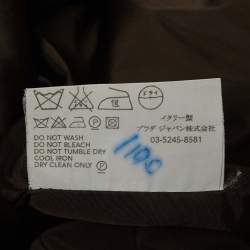 ドライ
イタリー製
プラダ ジャパン株式会社
03-5245-8581
DO NOT WASH
DO NOT BLEACH
DO NOT TUMBLE-DRY
COOL IRON
DRY CLEAN ONLY P
1100